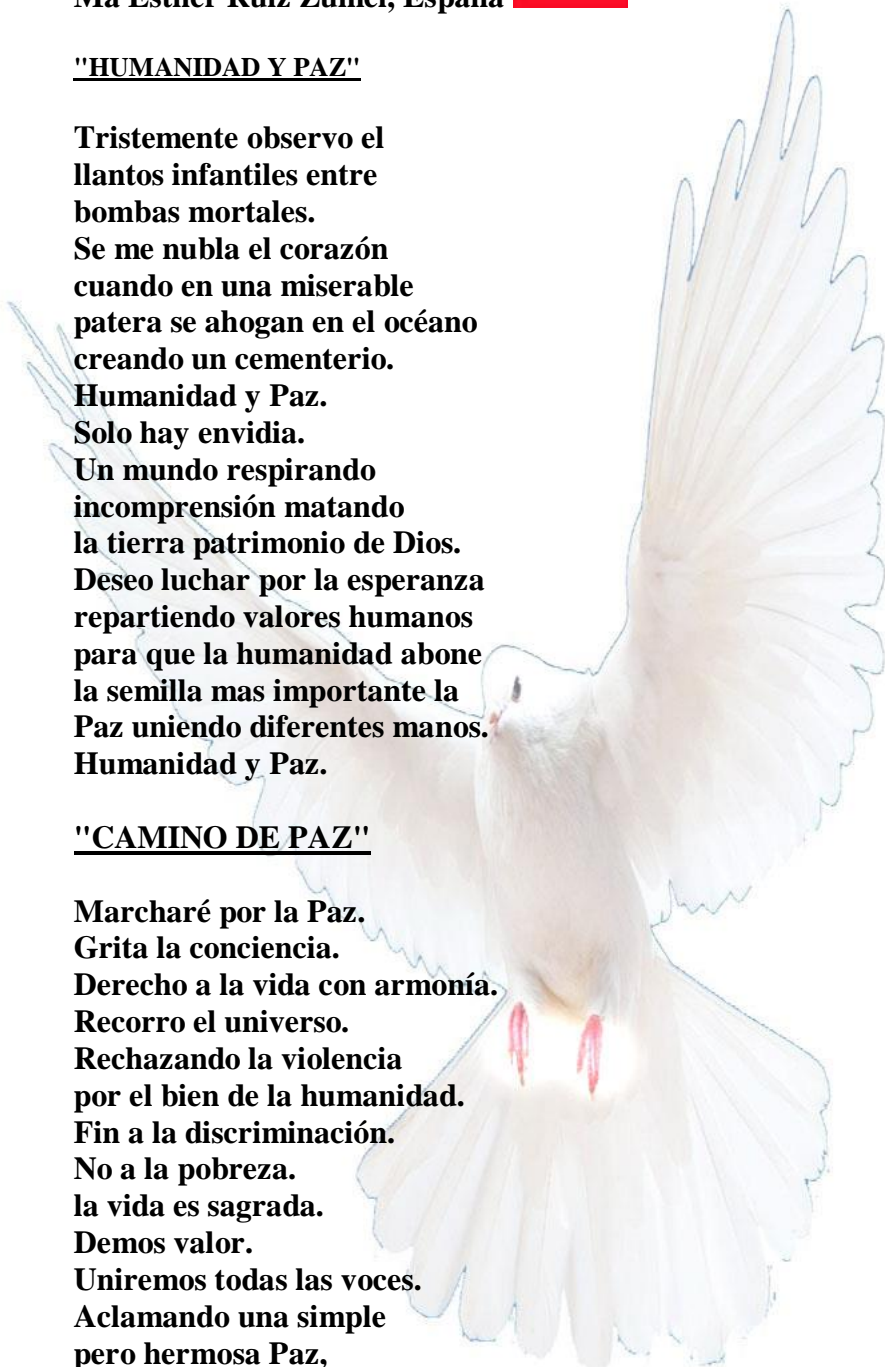 Ma Esther Ruiz Zumel, España
"HUMANIDAD Y PAZ"
Tristemente observo el
llantos infantiles entre
bombas mortales.
Se me nubla el corazón
cuando en una miserable
patera se ahogan en el océano
creando un cementerio.
Humanidad y Paz.
Solo hay envidia.
Un mundo respirando
incomprensión matando
la tierra patrimonio de Dios.
Deseo luchar por la esperanza
repartiendo valores humanos
para que la humanidad abone
la semilla mas importante la
Paz uniendo diferentes manos.
Humanidad y Paz.
"CAMINO DE PAZ"
Marcharé por la Paz.
Grita la conciencia.
Derecho a la vida con armonía.
Recorro el universo.
Rechazando la violencia
por el bien de la humanidad.
Fin a la discriminación.
No a la pobreza.
la vida es sagrada.
Demos valor.
Uniremos todas las voces.
Aclamando una simple
pero hermosa Paz,